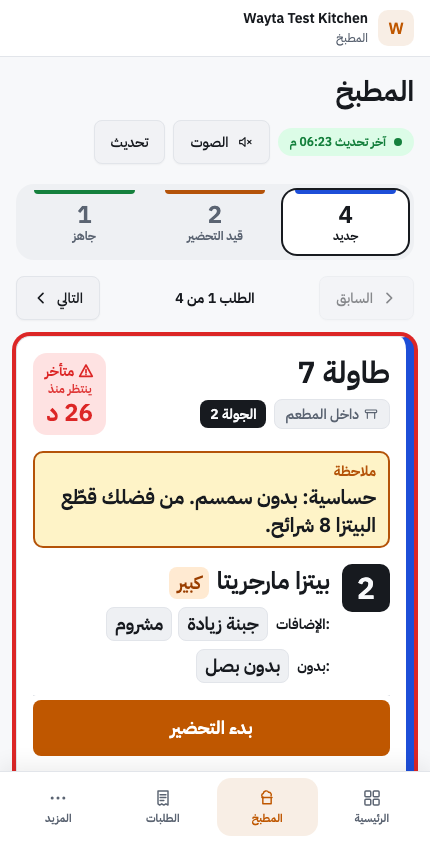 W
Wayta Test Kitchen
المطبخ
المطبخ
آخر تحديث 06:23 م
الصوت
تحديث
4
جديد
2
قيد التحضير
1
جاهز
السابق
الطلب 1 من 4
التالي
طاولة 7
داخل المطعم
الجولة 2
متأخر
ينتظر منذ
26 د
ملاحظة
حساسية: بدون سمسم. من فضلك قطّع
البيتزا 8 شرائح.
2
بيتزا مارجريتا كبير
الإضافات: جبنة زيادة مشروم
بدون: بدون بصل
بدء التحضير
الرئيسية
المطبخ
الطلبات
المزيد